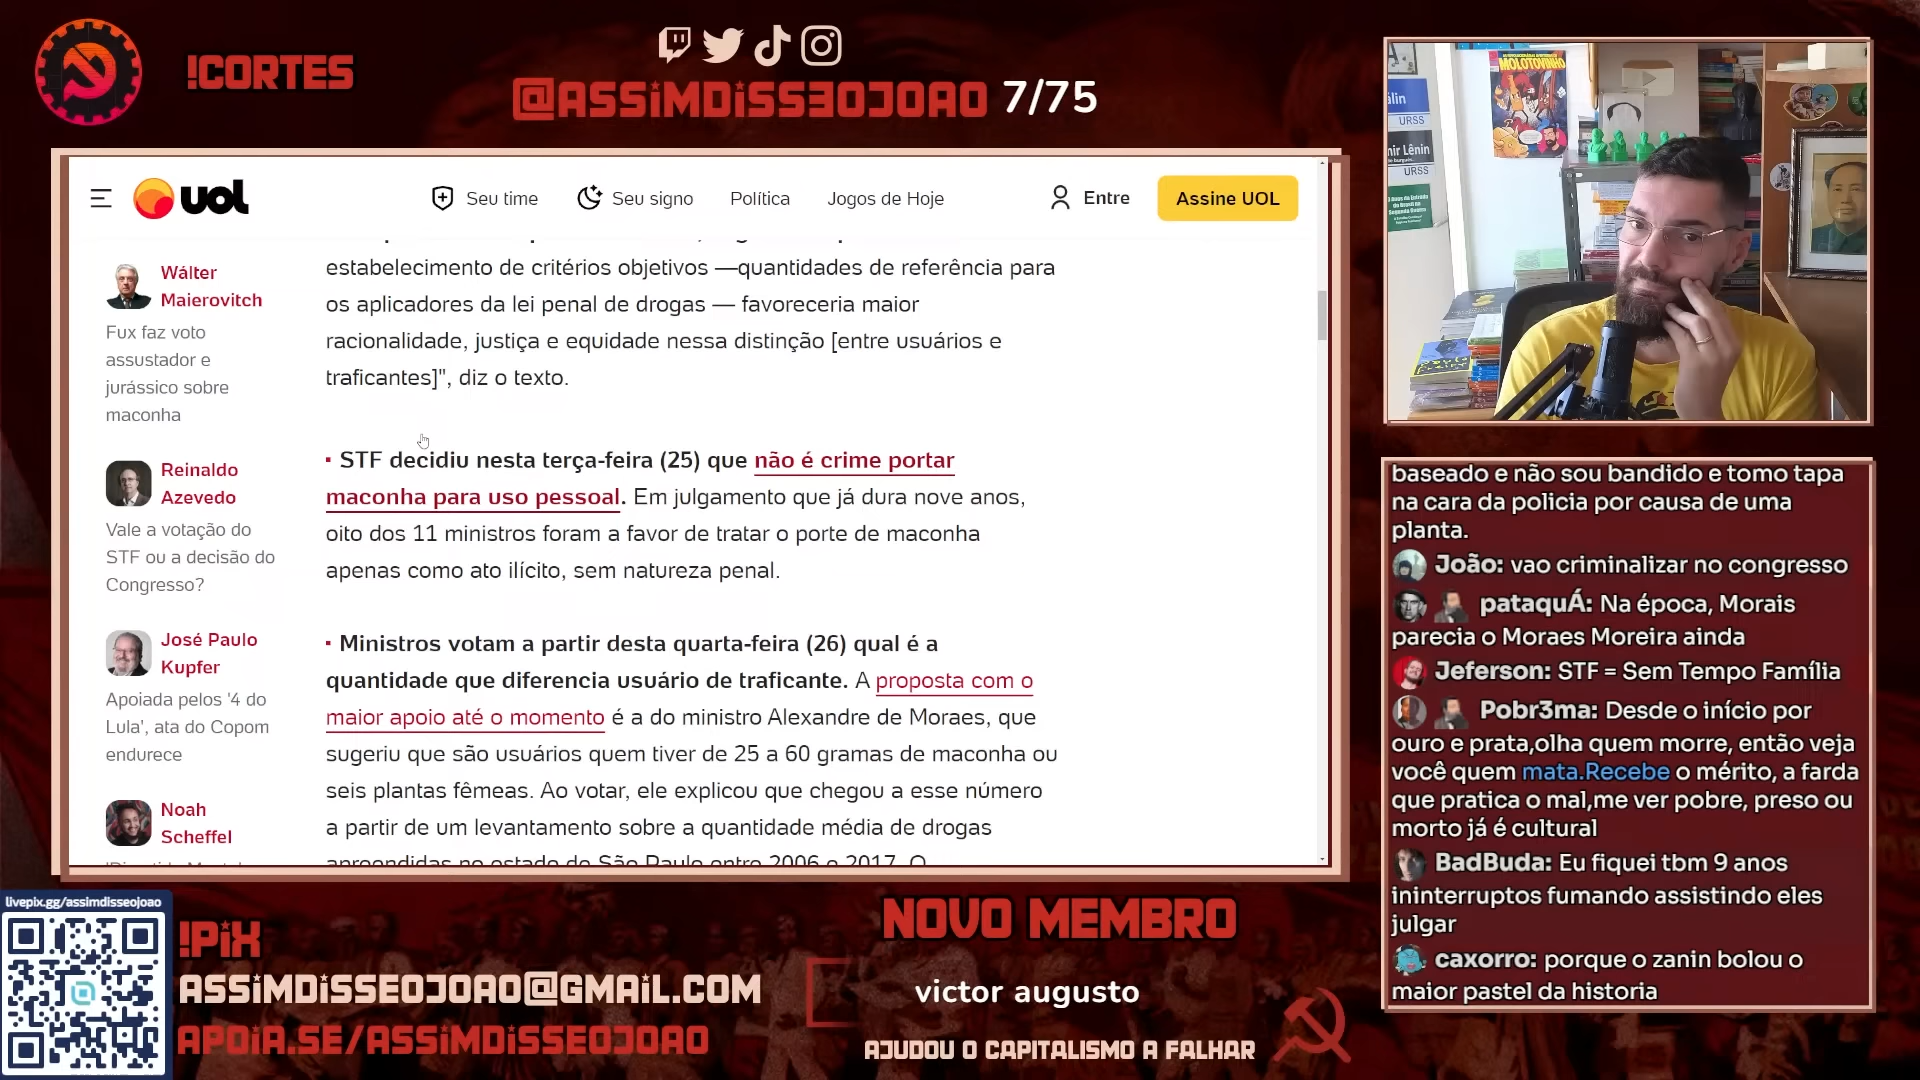 !CORTES
@ASSIMDISSEOJOAO 7/75
uol
Seu time
Seu signo
Política
Jogos de Hoje
Entre
Assine UOL
Wálter
Maierovitch
Fux faz voto
assustador e
jurássico sobre
maconha
Reinaldo
Azevedo
Vale a votação do
STF ou a decisão do
Congresso?
José Paulo
Kupfer
Apoiada pelos '4 do
Lula', ata do Copom
endurece
Noah
Scheffel
estabelecimento de critérios objetivos —quantidades de referência para
os aplicadores da lei penal de drogas — favoreceria maior
racionalidade, justiça e equidade nessa distinção [entre usuários e
traficantes]", diz o texto.
STF decidiu nesta terça-feira (25) que não é crime portar
maconha para uso pessoal. Em julgamento que já dura nove anos,
oito dos 11 ministros foram a favor de tratar o porte de maconha
apenas como ato ilícito, sem natureza penal.
Ministros votam a partir desta quarta-feira (26) qual é a
quantidade que diferencia usuário de traficante. A proposta com o
maior apoio até o momento é a do ministro Alexandre de Moraes, que
sugeriu que são usuários quem tiver de 25 a 60 gramas de maconha ou
seis plantas fêmeas. Ao votar, ele explicou que chegou a esse número
a partir de um levantamento sobre a quantidade média de drogas
apreendidas no estado de São Paulo entre 2006 e 2017. O
MOLOTOVINHO
URSS
URSS
baseado e não sou bandido e tomo tapa
na cara da policia por causa de uma
planta.
João: vao criminalizar no congresso
pataquÁ: Na época, Morais
parecia o Moraes Moreira ainda
Jeferson: STF = Sem Tempo Família
Pobr3ma: Desde o início por
ouro e prata,olha quem morre, então veja
você quem mata.Recebe o mérito, a farda
que pratica o mal,me ver pobre, preso ou
morto já é cultural
BadBuda: Eu fiquei tbm 9 anos
ininterruptos fumando assistindo eles
julgar
caxorro: porque o zanin bolou o
maior pastel da historia
livepix.gg/assimdisseojoao
!PIX
ASSIMDISSEOJOAO@GMAIL.COM
APOIA.SE/ASSIMDISSEOJOAO
NOVO MEMBRO
victor augusto
AJUDOU O CAPITALISMO A FALHAR